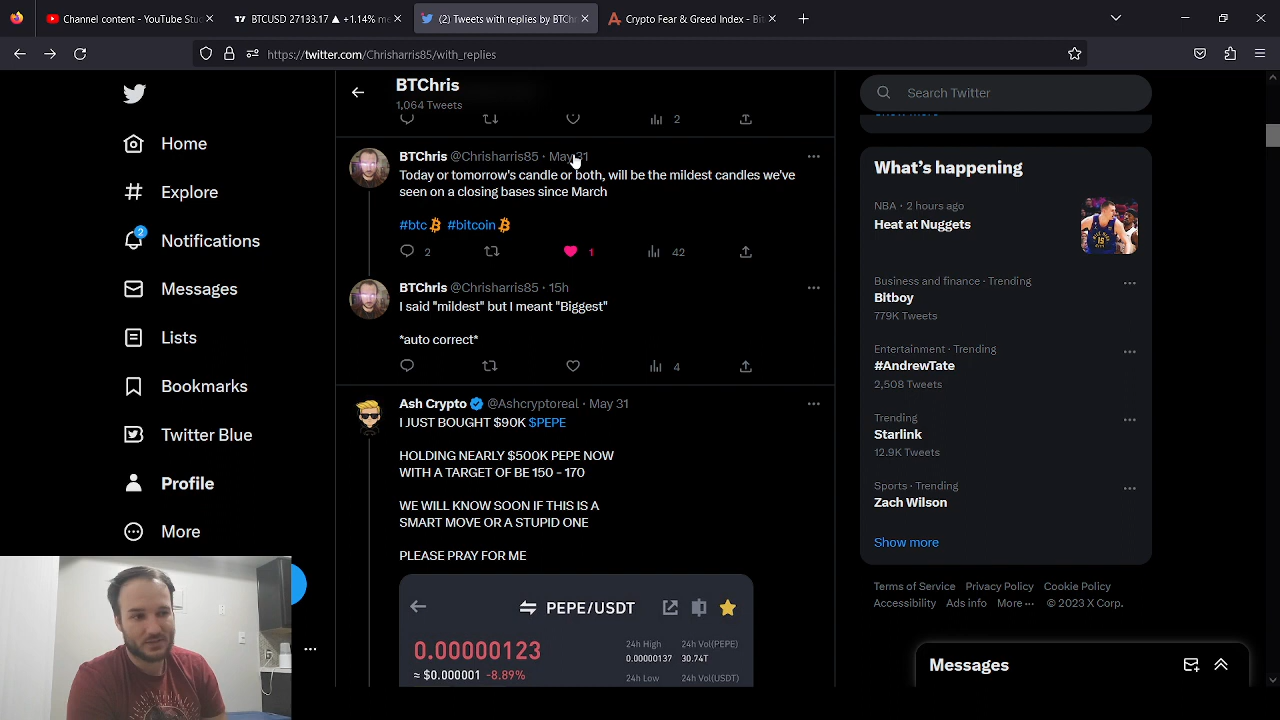 Channel content - YouTube Stu
BTCUSD 27133.17 ▲ +1.14% m
(2) Tweets with replies by BTChr
Crypto Fear & Greed Index - Bit
https://twitter.com/Chrisharris85/with_replies
BTChris
1,064 Tweets
Search Twitter
2
Home
Explore
2
Notifications
Messages
Lists
Bookmarks
Twitter Blue
Profile
More
BTChris @Chrisharris85 · May 31
Today or tomorrow's candle or both, will be the mildest candles we've
seen on a closing bases since March
#btc #bitcoin
2 1 42
BTChris @Chrisharris85 · 15h
I said "mildest" but I meant "Biggest"
*auto correct*
4
Ash Crypto @Ashcryptoreal · May 31
I JUST BOUGHT $90K $PEPE
HOLDING NEARLY $500K PEPE NOW
WITH A TARGET OF BE 150 - 170
WE WILL KNOW SOON IF THIS IS A
SMART MOVE OR A STUPID ONE
PLEASE PRAY FOR ME
PEPE/USDT
0.00000123
≈ $0.000001 -8.89%
24h High 24h Vol(PEPE)
0.00000137 30.74T
24h Low 24h Vol(USDT)
What's happening
NBA · 2 hours ago
Heat at Nuggets
Business and finance · Trending
Bitboy
779K Tweets
Entertainment · Trending
#AndrewTate
2,508 Tweets
Trending
Starlink
12.9K Tweets
Sports · Trending
Zach Wilson
Show more
Terms of Service Privacy Policy Cookie Policy
Accessibility Ads info More ··· © 2023 X Corp.
Messages